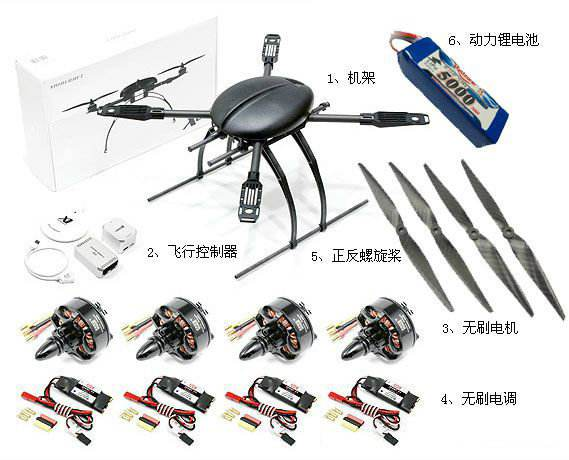 6、动力锂电池
1、机架
5000
2、飞行控制器
5、正反螺旋桨
3、无刷电机
4、无刷电调